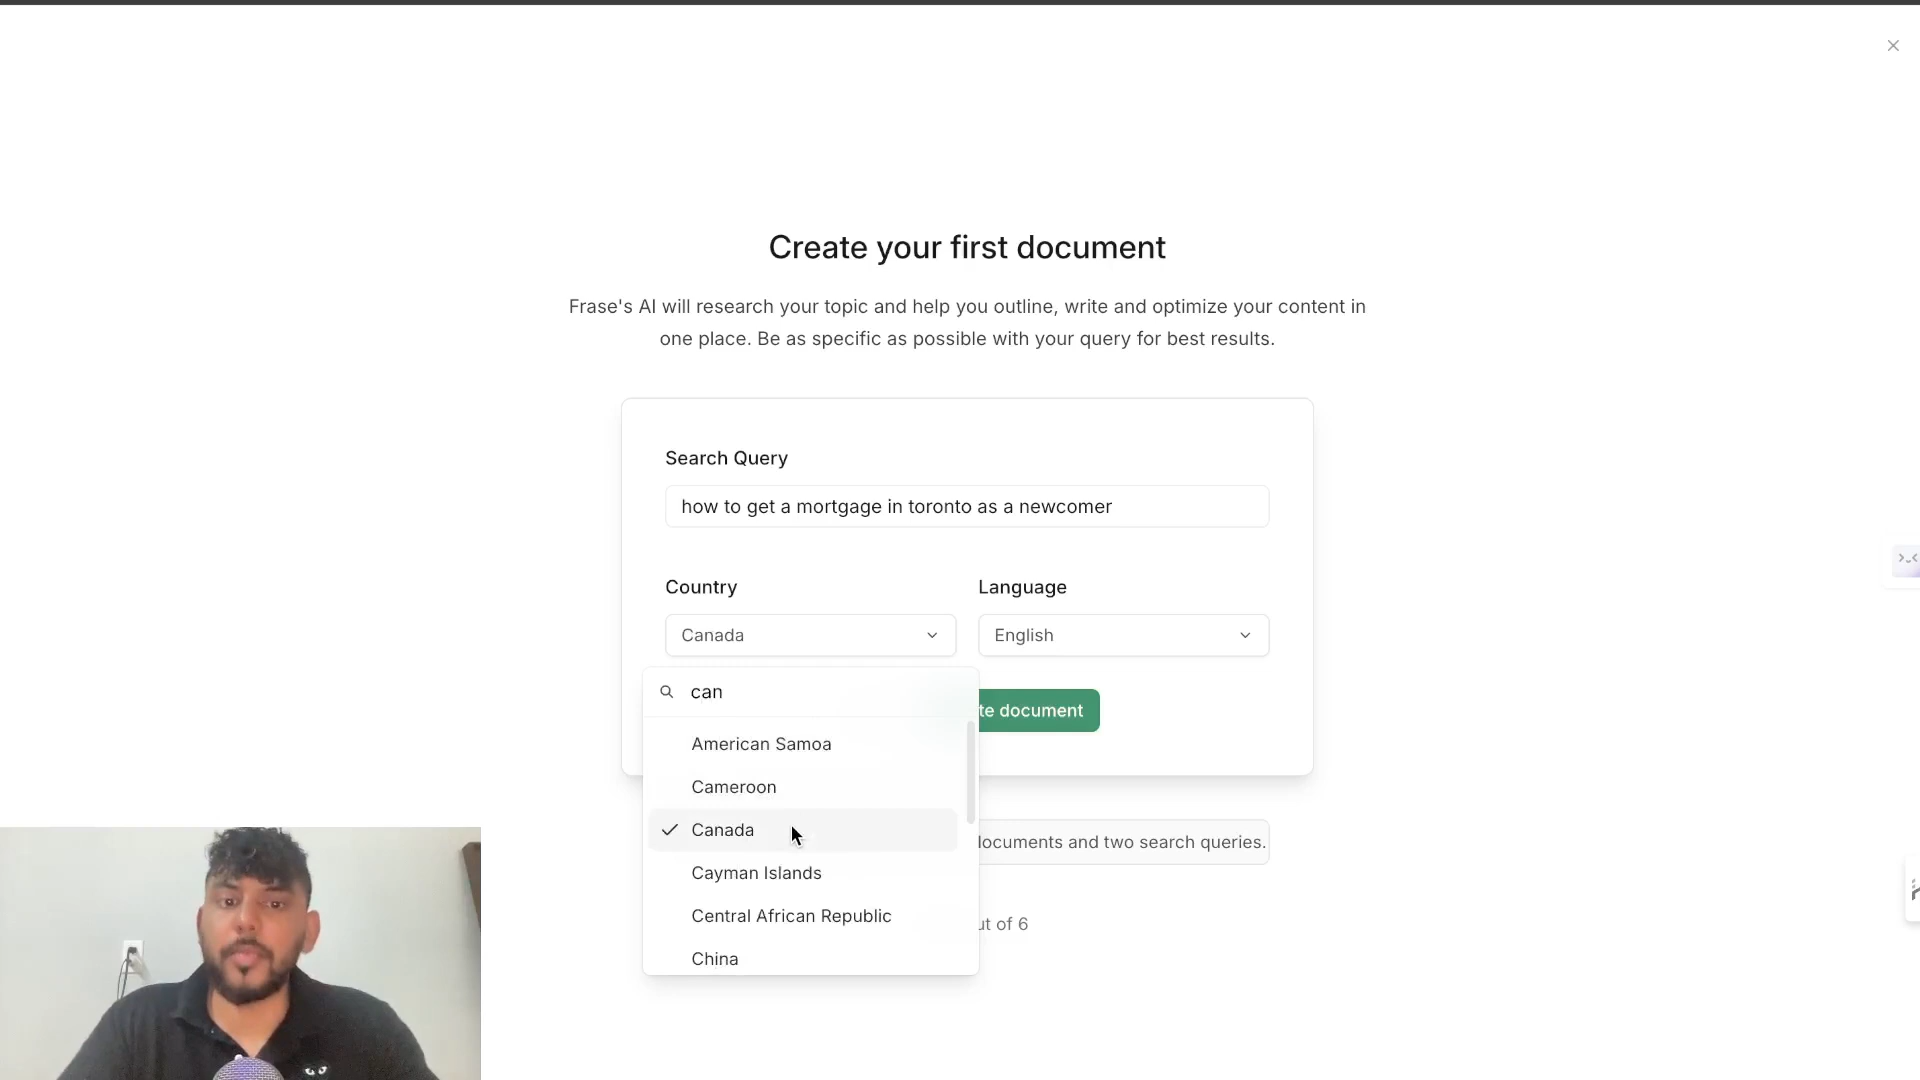 Create your first document
Frase's AI will research your topic and help you outline, write and optimize your content in
one place. Be as specific as possible with your query for best results.
Search Query
how to get a mortgage in toronto as a newcomer
Country
Language
Canada
English
can
te document
American Samoa
Cameroon
Canada
ocuments and two search queries.
Cayman Islands
Central African Republic
ut of 6
China